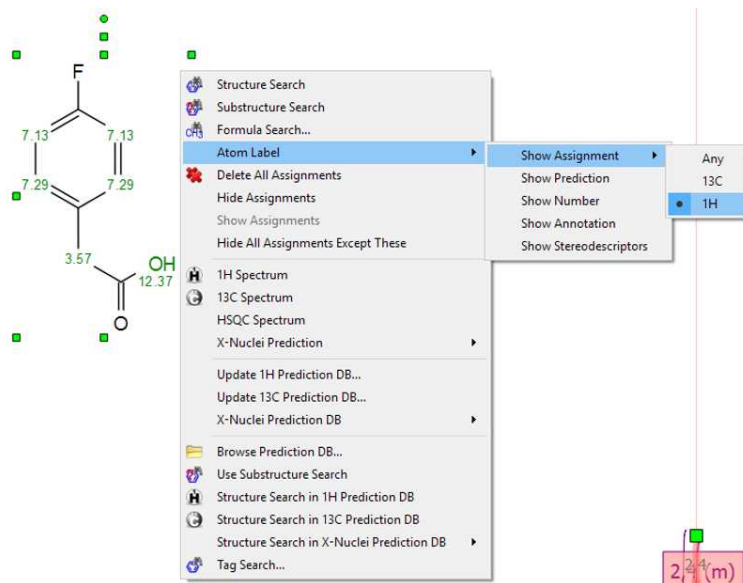 F
7.13 7.13
7.29 7.29
3.57
OH
12.37
O
Structure Search
Substructure Search
CH3 Formula Search...
Atom Label
Delete All Assignments
Hide Assignments
Show Assignments
Hide All Assignments Except These
H 1H Spectrum
C 13C Spectrum
HSQC Spectrum
X-Nuclei Prediction
Update 1H Prediction DB...
Update 13C Prediction DB...
X-Nuclei Prediction DB
Browse Prediction DB...
Use Substructure Search
H Structure Search in 1H Prediction DB
C Structure Search in 13C Prediction DB
Structure Search in X-Nuclei Prediction DB
Tag Search...
Show Assignment
Show Prediction
Show Number
Show Annotation
Show Stereodescriptors
Any
13C
1H
(m)